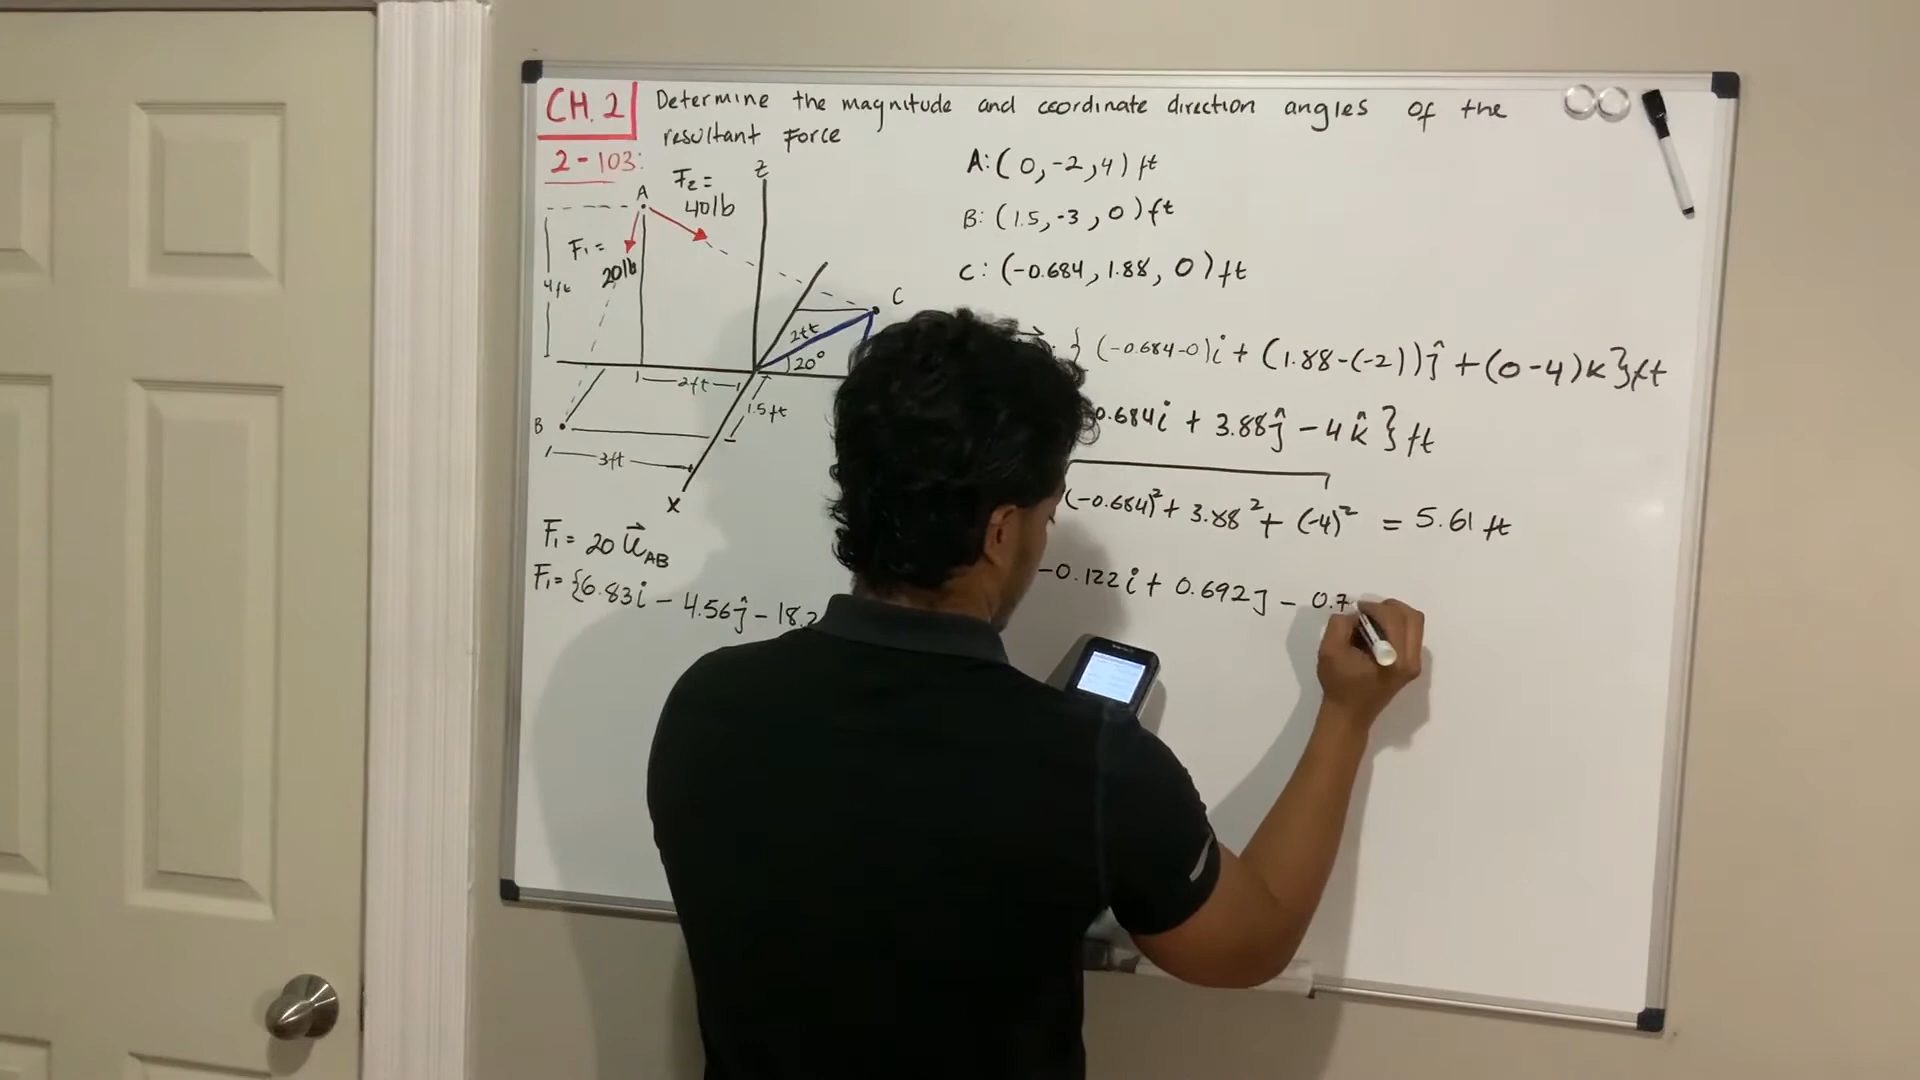 CH. 2
Determine the magnitude and coordinate direction angles of the
resultant Force
2-103:
A
F₂ =
40lb
Z
F₁ =
20lb
4ft
C
2ft
20°
2ft
1.5ft
B
3ft
X
F₁ = 20 u⃗AB
F₁ = {6.83i - 4.56ĵ - 18.2
A: (0, -2, 4) ft
B: (1.5, -3, 0) ft
C: (-0.684, 1.88, 0) ft
{(-0.684-0)i + (1.88-(-2))ĵ + (0-4)k}ft
0.684i + 3.88ĵ - 4k̂} ft
(-0.684)² + 3.88² + (-4)² = 5.61 ft
-0.122i + 0.692j - 0.7